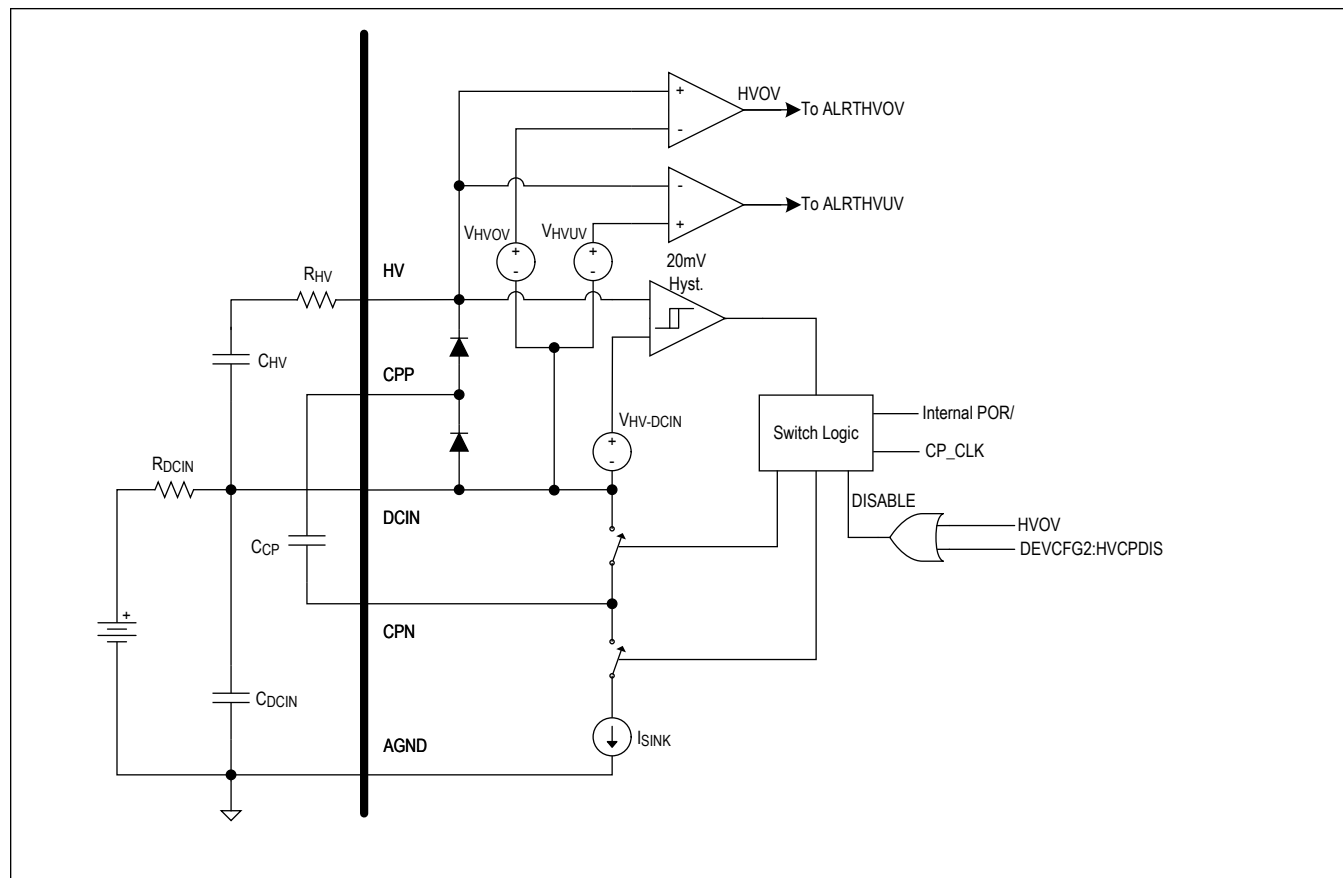 HVOV
To ALRTHVOV
To ALRTHVUV
VHVOV
VHVUV
20mV
Hyst.
RHV
HV
CHV
CPP
VHV-DCIN
Switch Logic
Internal POR/
CP_CLK
RDCIN
DISABLE
DCIN
HVOV
DEVCFG2:HVCPDIS
CCP
CPN
CDCIN
ISINK
AGND
+
-
+
-
+
-
+
-
+
-
+